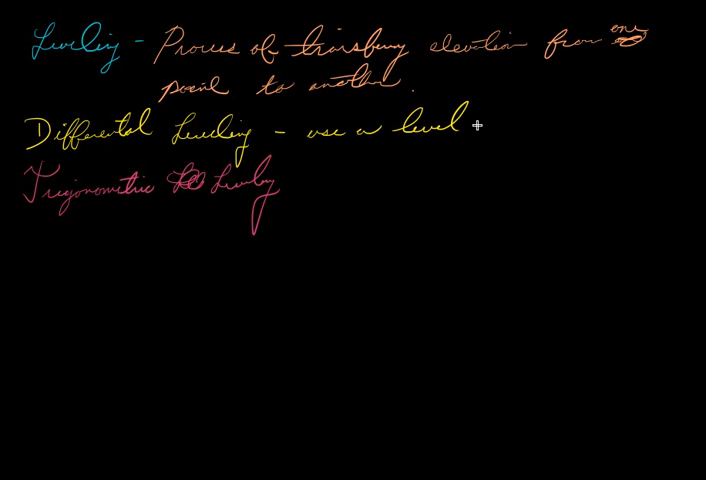 Leveling - Process of transferring elevation from one
point to another.
Differential Leveling - use a level
Trigonometric Leveling